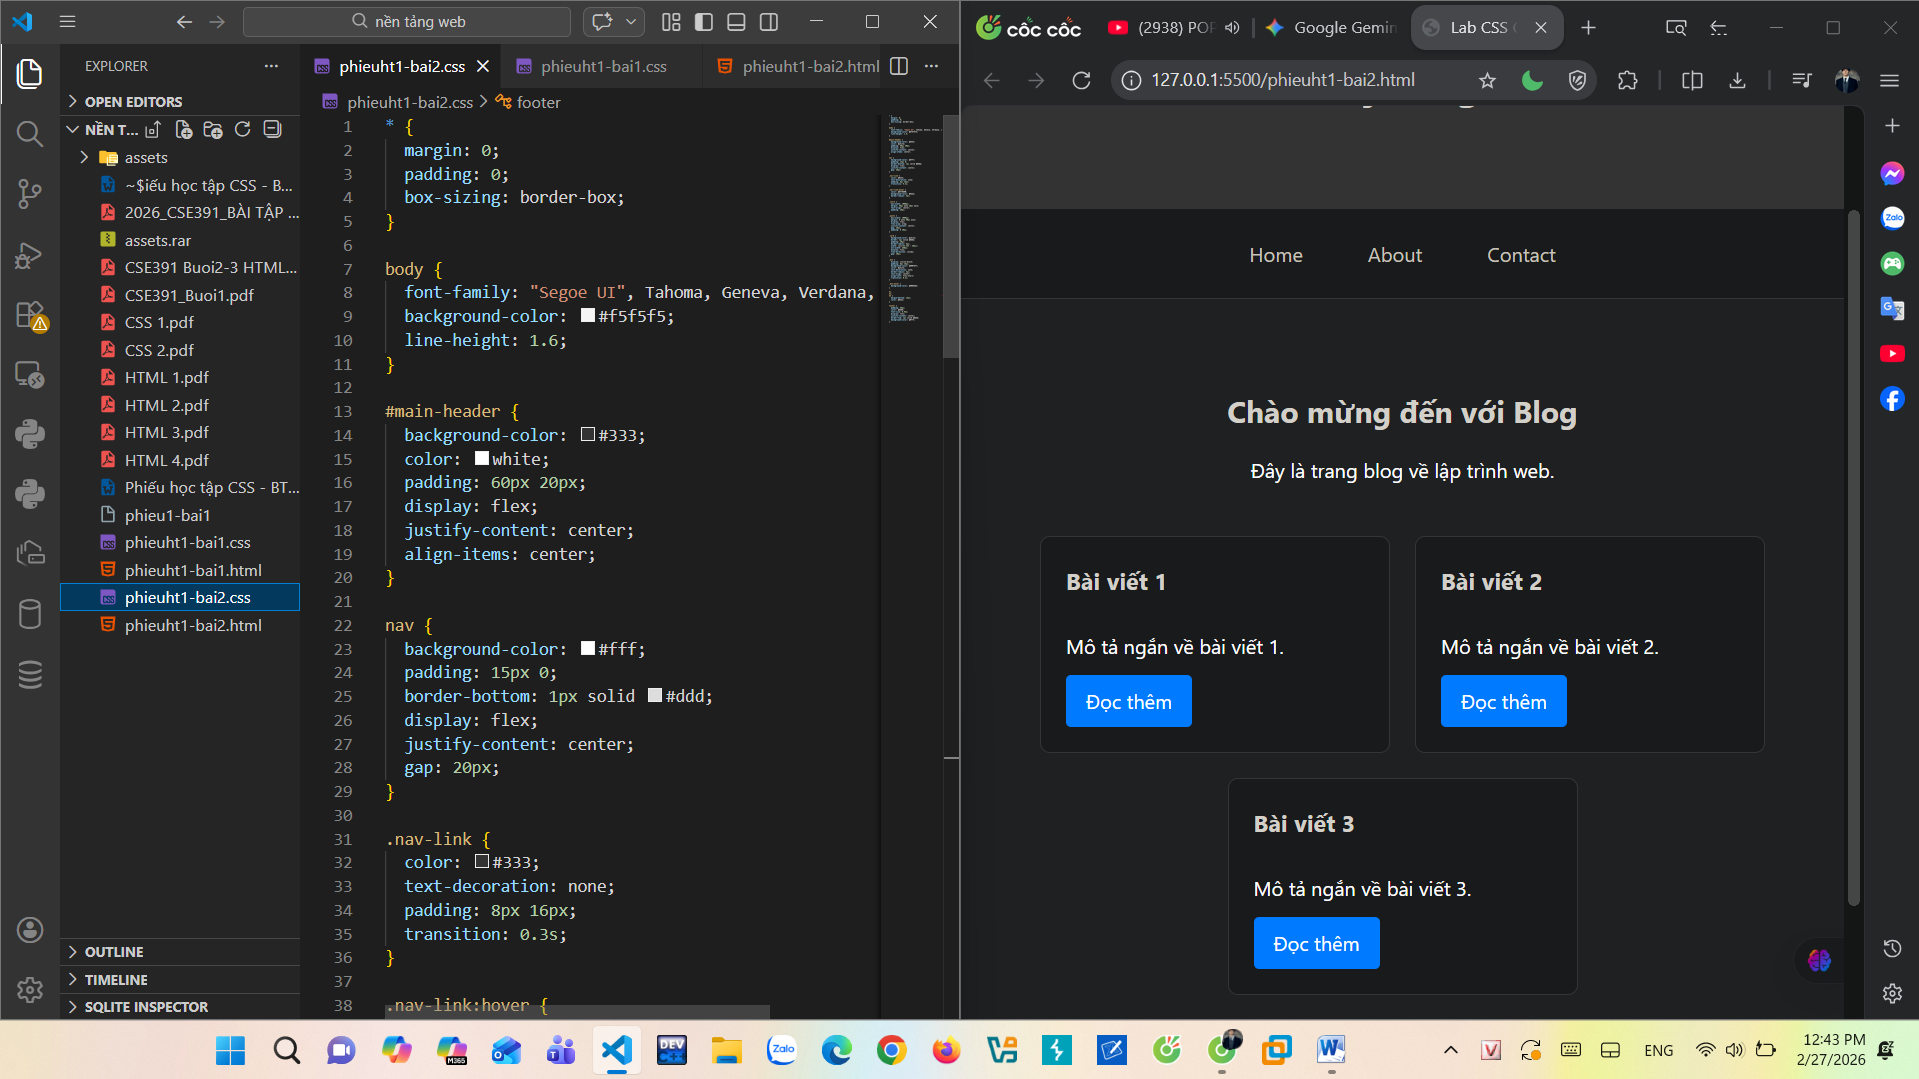 nền tảng web
EXPLORER
OPEN EDITORS
NỀN T...
assets
~$iếu học tập CSS - B...
2026_CSE391_BÀI TẬP ...
assets.rar
CSE391 Buoi2-3 HTML...
CSE391_Buoi1.pdf
CSS 1.pdf
CSS 2.pdf
HTML 1.pdf
HTML 2.pdf
HTML 3.pdf
HTML 4.pdf
Phiếu học tập CSS - BT...
phieu1-bai1
phieuht1-bai1.css
phieuht1-bai1.html
phieuht1-bai2.css
phieuht1-bai2.html
OUTLINE
TIMELINE
SQLITE INSPECTOR
phieuht1-bai2.css
phieuht1-bai1.css
phieuht1-bai2.html
phieuht1-bai2.css > footer
1 * {
2 margin: 0;
3 padding: 0;
4 box-sizing: border-box;
5 }
6
7 body {
8 font-family: "Segoe UI", Tahoma, Geneva, Verdana,
9 background-color: #f5f5f5;
10 line-height: 1.6;
11 }
12
13 #main-header {
14 background-color: #333;
15 color: white;
16 padding: 60px 20px;
17 display: flex;
18 justify-content: center;
19 align-items: center;
20 }
21
22 nav {
23 background-color: #fff;
24 padding: 15px 0;
25 border-bottom: 1px solid #ddd;
26 display: flex;
27 justify-content: center;
28 gap: 20px;
29 }
30
31 .nav-link {
32 color: #333;
33 text-decoration: none;
34 padding: 8px 16px;
35 transition: 0.3s;
36 }
37
38 .nav-link:hover {
cốc cốc
(2938) POP
Google Gemin
Lab CSS
127.0.0.1:5500/phieuht1-bai2.html
Home
About
Contact
Chào mừng đến với Blog
Đây là trang blog về lập trình web.
Bài viết 1
Mô tả ngắn về bài viết 1.
Đọc thêm
Bài viết 2
Mô tả ngắn về bài viết 2.
Đọc thêm
Bài viết 3
Mô tả ngắn về bài viết 3.
Đọc thêm
Zalo
M365
DEV
C++
Zalo
ENG
12:43 PM
2/27/2026